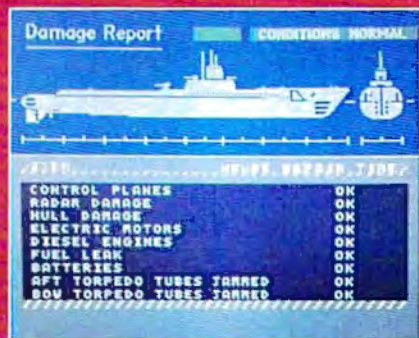 Damage Report
CONDITIONS NORMAL
CONTROL PLANES OK
RADAR DAMAGE OK
HULL DAMAGE OK
ELECTRIC MOTORS OK
DIESEL ENGINES OK
FUEL LEAK OK
BATTERIES OK
AFT TORPEDO TUBES JAMMED OK
BOW TORPEDO TUBES JAMMED OK